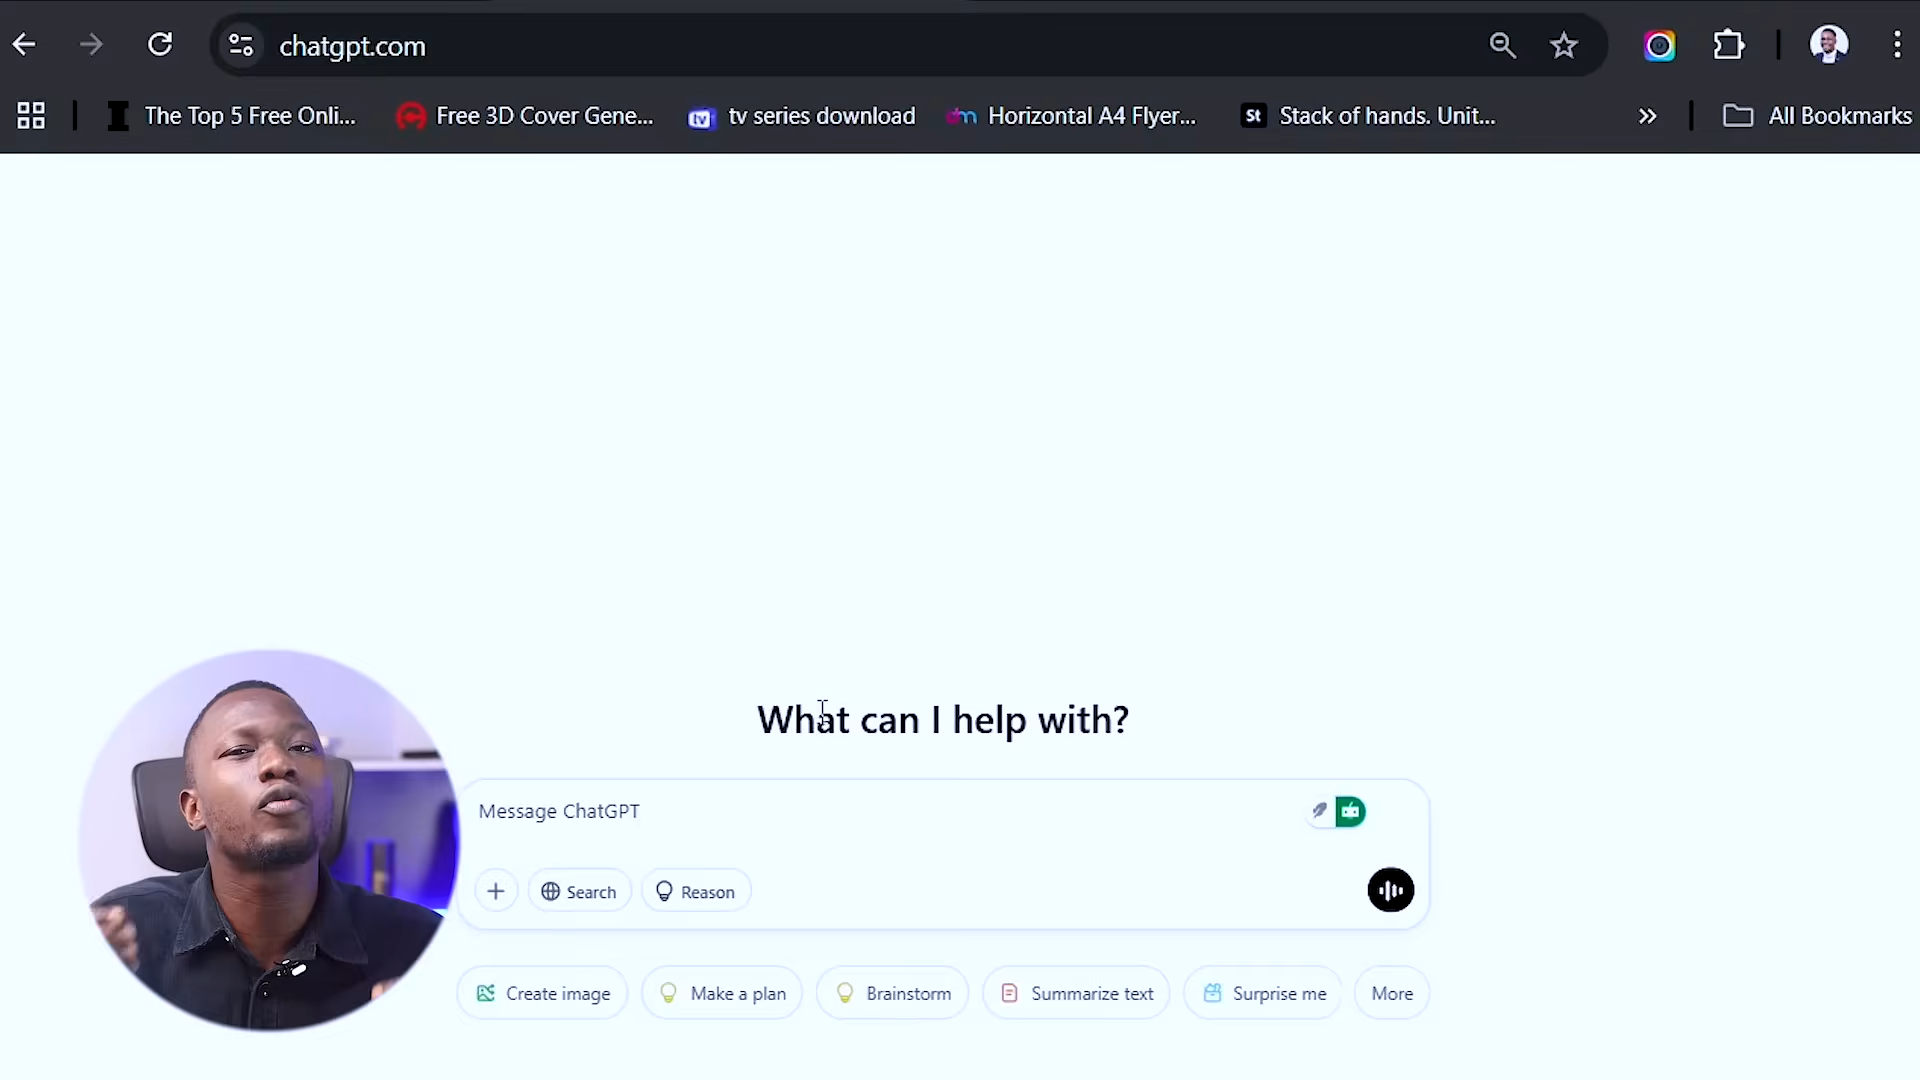 chatgpt.com
The Top 5 Free Onli...
Free 3D Cover Gene...
tv
tv series download
dm
Horizontal A4 Flyer...
St
Stack of hands. Unit...
All Bookmarks
What can I help with?
Message ChatGPT
Search
Reason
Create image
Make a plan
Brainstorm
Summarize text
Surprise me
More